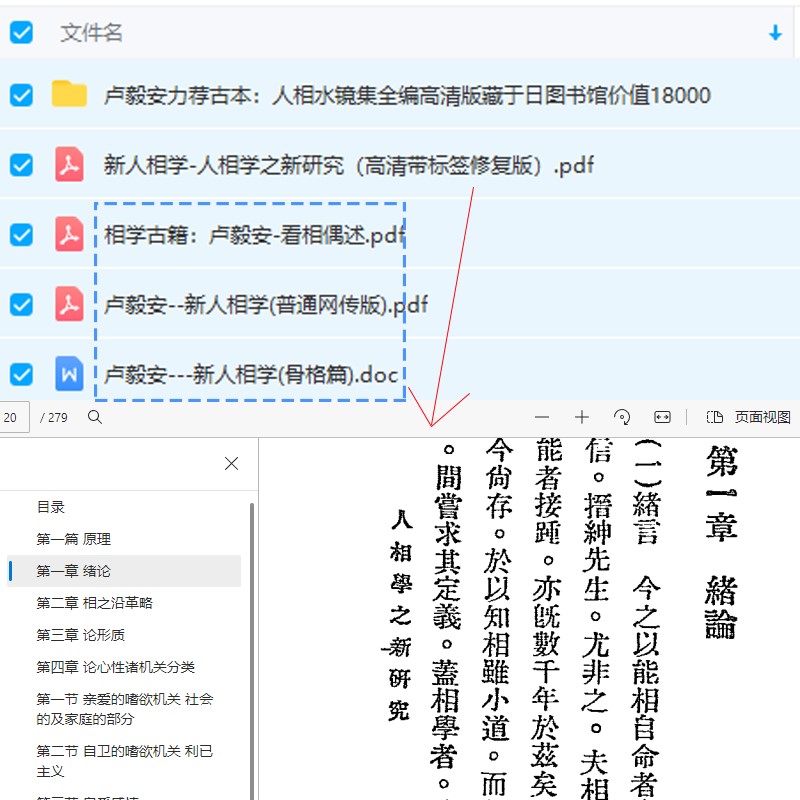 文件名
卢毅安力荐古本：人相水镜集全编高清版藏于日图书馆价值18000
新人相学-人相学之新研究（高清带标签修复版）.pdf
相学古籍：卢毅安-看相偶述.pdf
卢毅安--新人相学(普通网传版).pdf
卢毅安---新人相学(骨格篇).doc
20 / 279
页面视图
目录
第一篇 原理
第一章 绪论
第二章 相之沿革略
第三章 论形质
第四章 论心性诸机关分类
第一节 亲爱的嗜欲机关 社会
的及家庭的部分
第二节 自卫的嗜欲机关 利己
主义
第一章 緒論
(一)緒言 今之以能相自命者
信。搢紳先生。尤非之。夫相
能者接踵。亦旣數千年於茲矣
今尙存。於以知相雖小道。而
。間嘗求其定義。蓋相學者。
人相學之新研究